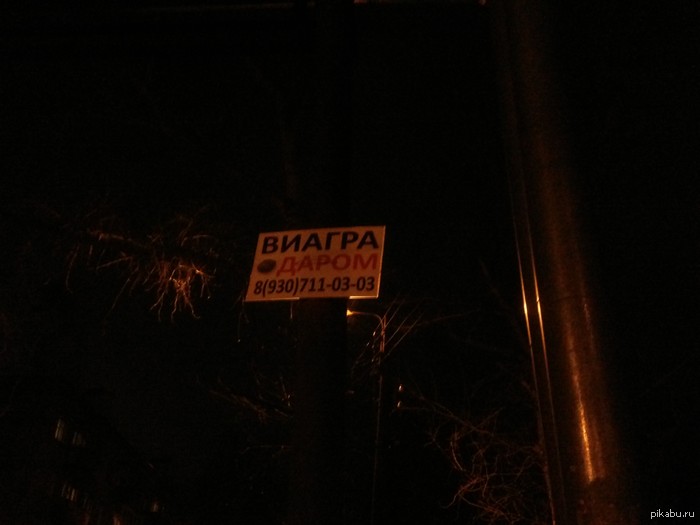 ВИАГРА
ДАРОМ
8(930)711-03-03
pikabu.ru